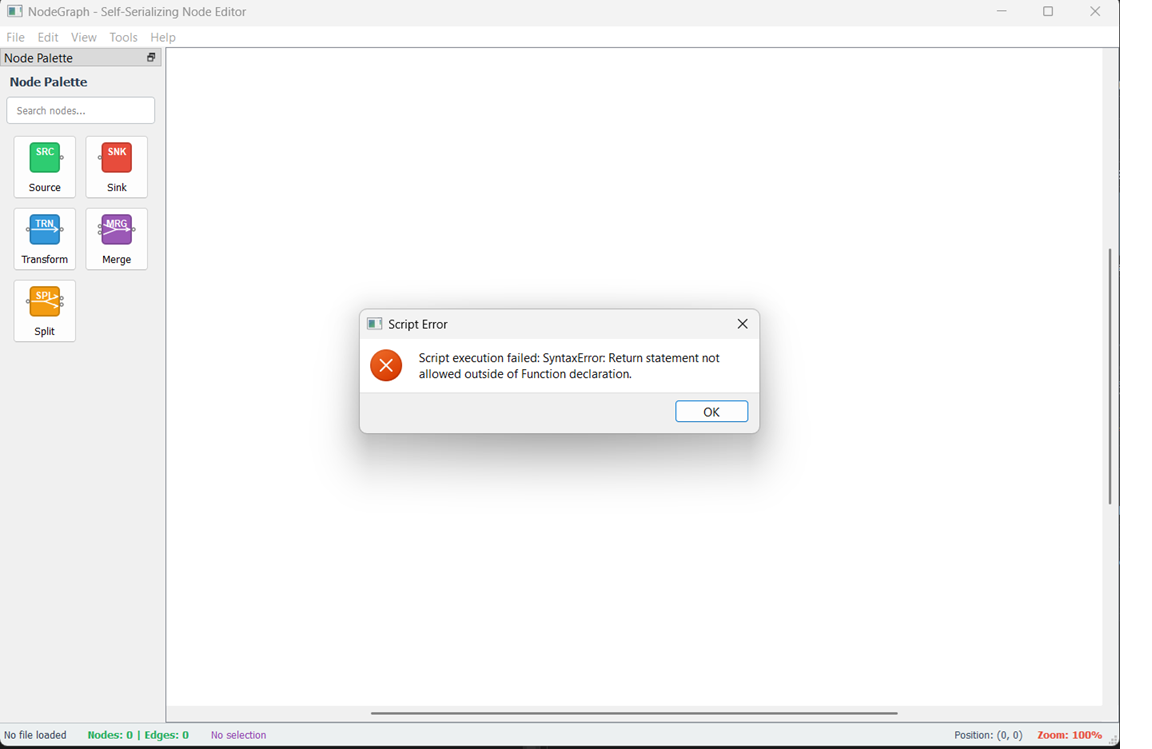 NodeGraph - Self-Serializing Node Editor
File Edit View Tools Help
Node Palette
Node Palette
Search nodes...
SRC
Source
SNK
Sink
TRN
Transform
MRG
Merge
SPL
Split
Script Error
Script execution failed: SyntaxError: Return statement not
allowed outside of Function declaration.
OK
No file loaded Nodes: 0 | Edges: 0 No selection Position: (0, 0) Zoom: 100%